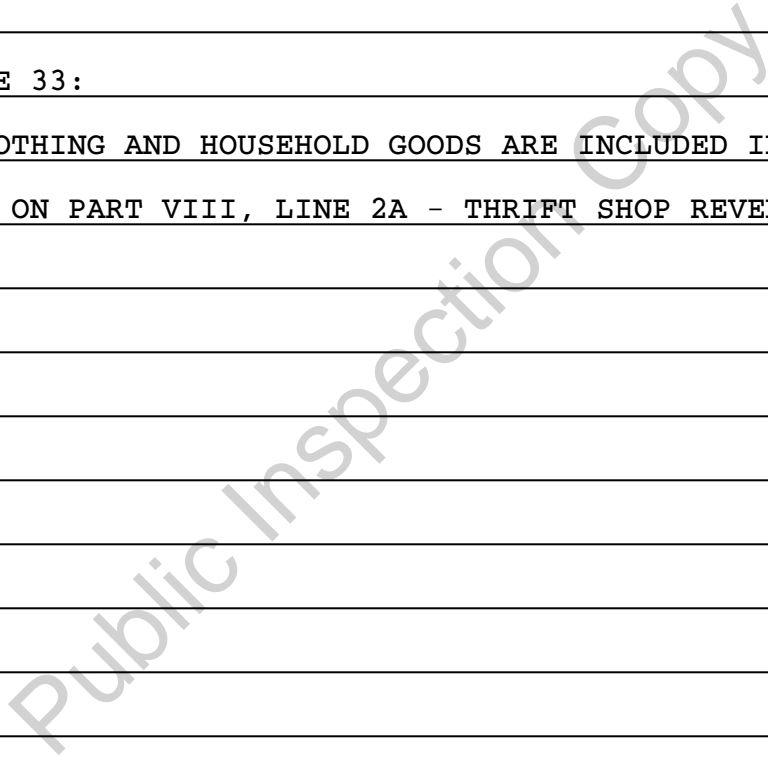 E 33:
OTHING AND HOUSEHOLD GOODS ARE INCLUDED I
ON PART VIII, LINE 2A - THRIFT SHOP REVE
Public Inspection Copy